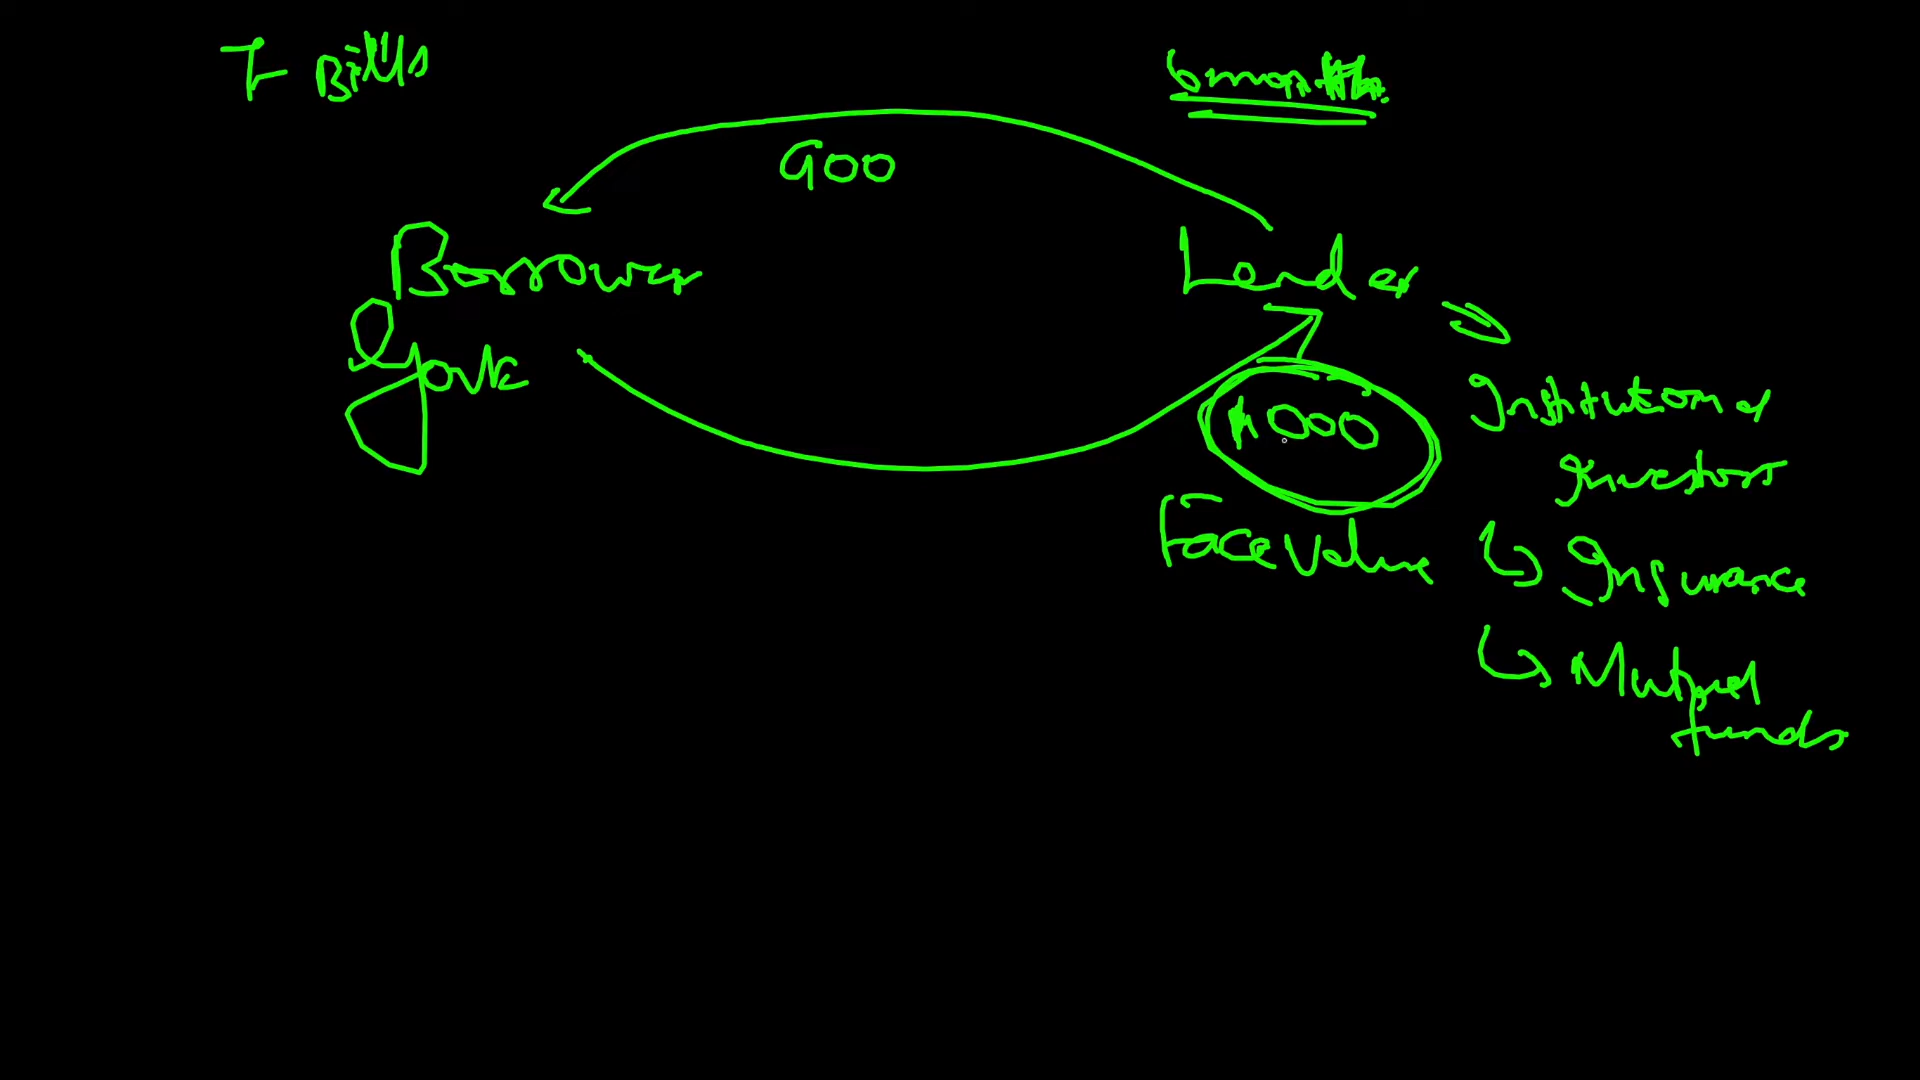 T- Bills
6 months.
900
Borrower
Govt
Lender
1000
Face Value
Institutional
Investors
Insurance
Mutual
funds